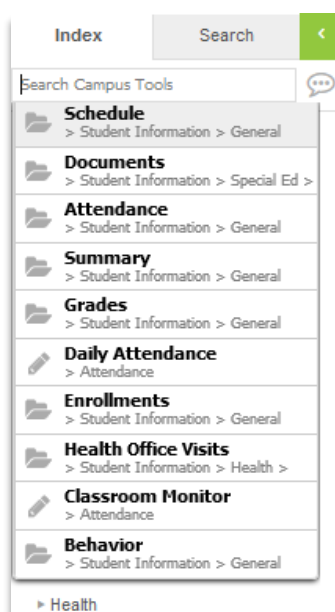 Index
Search
Search Campus Tools
Schedule
> Student Information > General
Documents
> Student Information > Special Ed >
Attendance
> Student Information > General
Summary
> Student Information > General
Grades
> Student Information > General
Daily Attendance
> Attendance
Enrollments
> Student Information > General
Health Office Visits
> Student Information > Health >
Classroom Monitor
> Attendance
Behavior
> Student Information > General
Health